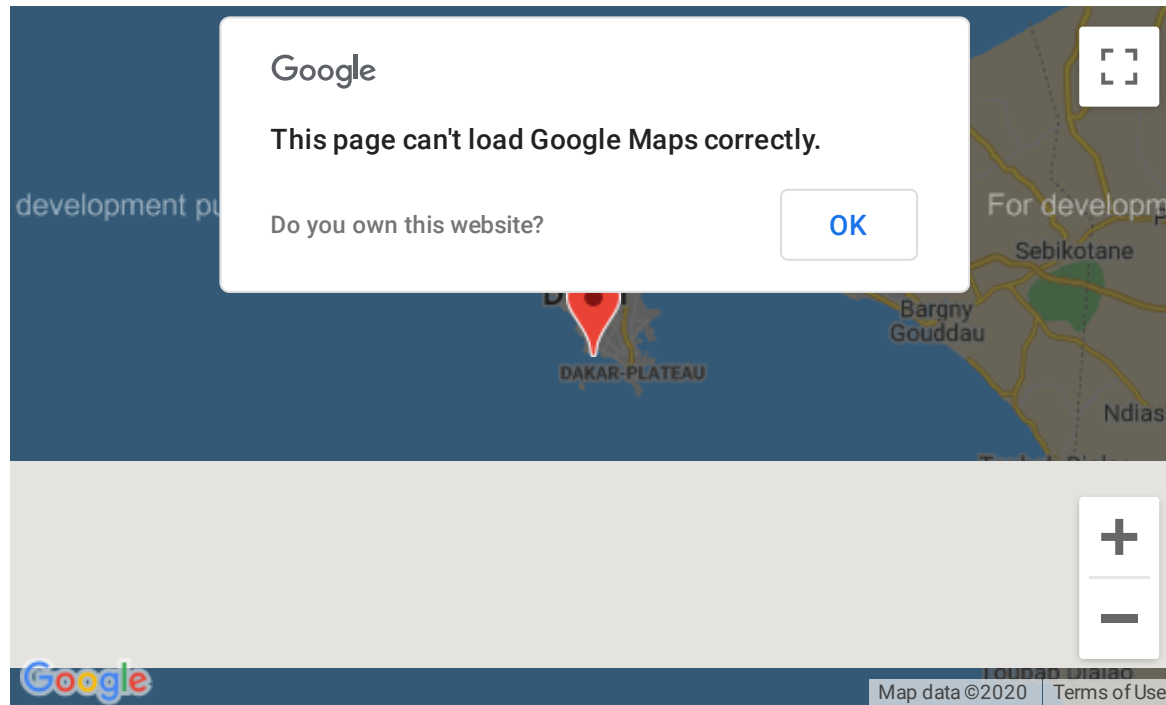 Google
This page can't load Google Maps correctly.
development pu
For developm
Do you own this website?
OK
Sebikotane
Bargny
Gouddau
DAKAR-PLATEAU
Ndias
Google
Map data ©2020
Terms of Use